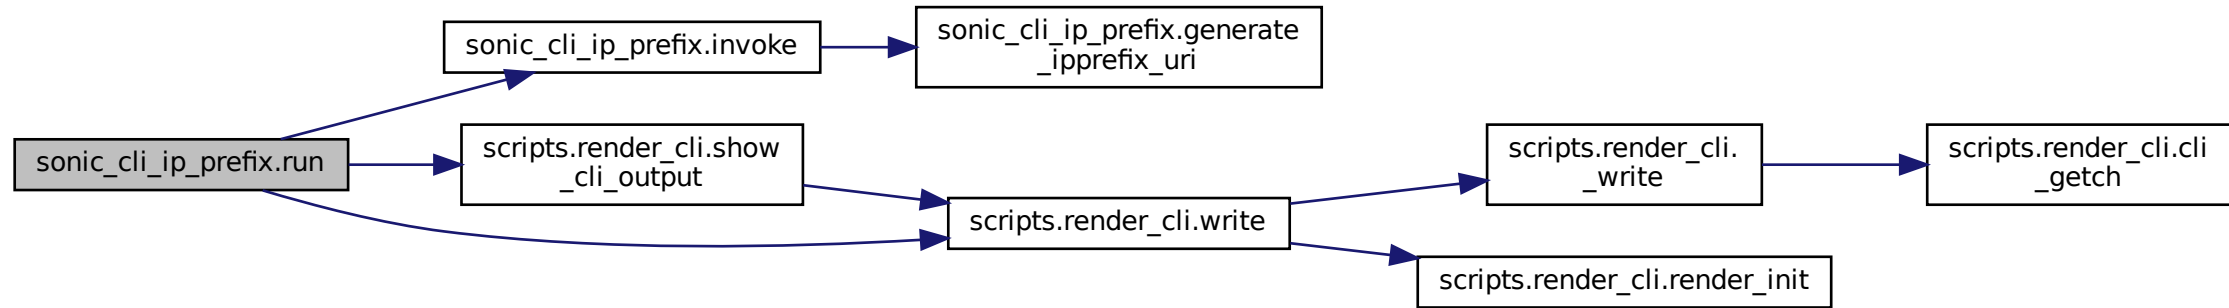 sonic_cli_ip_prefix.run
sonic_cli_ip_prefix.invoke
sonic_cli_ip_prefix.generate
_ipprefix_uri
scripts.render_cli.show
_cli_output
scripts.render_cli.write
scripts.render_cli.
_write
scripts.render_cli.cli
_getch
scripts.render_cli.render_init